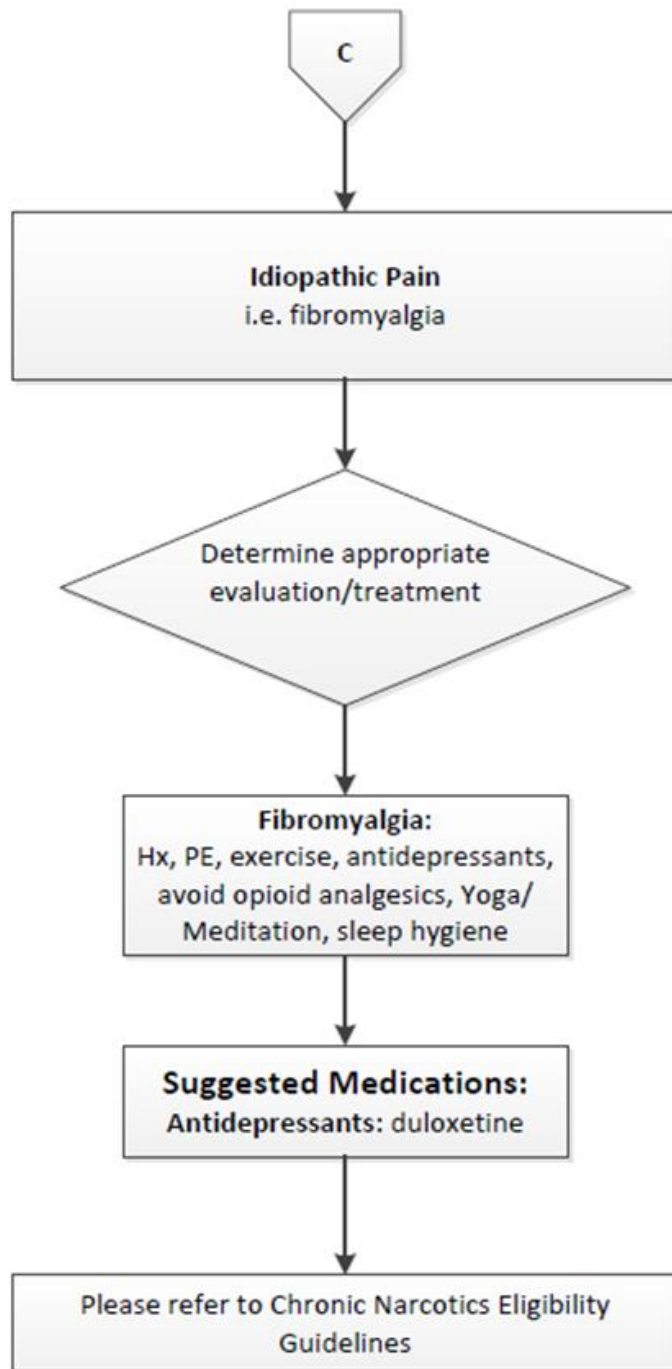 C
Idiopathic Pain
i.e. fibromyalgia
Determine appropriate
evaluation/treatment
Fibromyalgia:
Hx, PE, exercise, antidepressants,
avoid opioid analgesics, Yoga/
Meditation, sleep hygiene
Suggested Medications:
Antidepressants: duloxetine
Please refer to Chronic Narcotics Eligibility
Guidelines